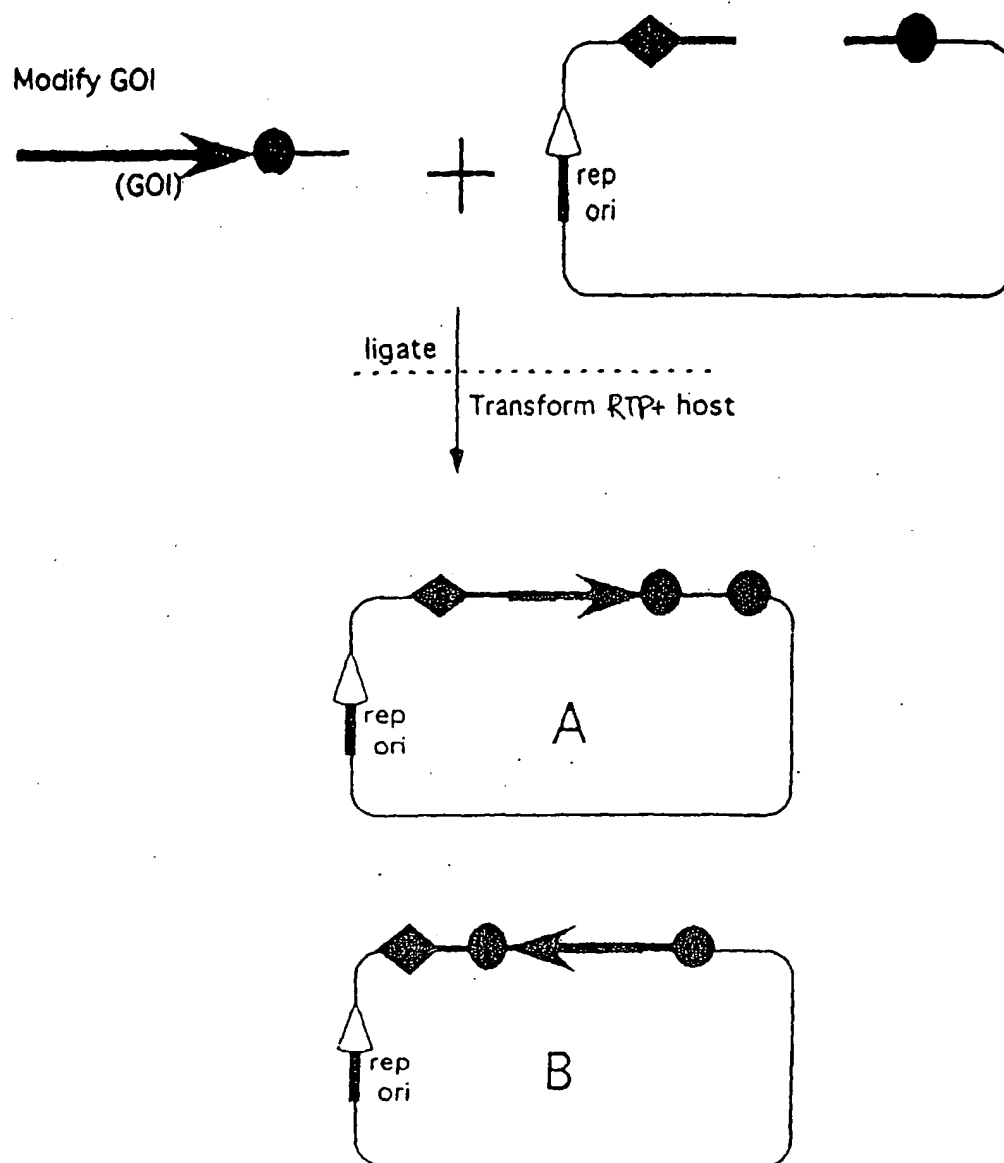 Modify GOI
(GOI)
rep
ori
ligate
Transform RTP+ host
rep
ori
A
rep
ori
B